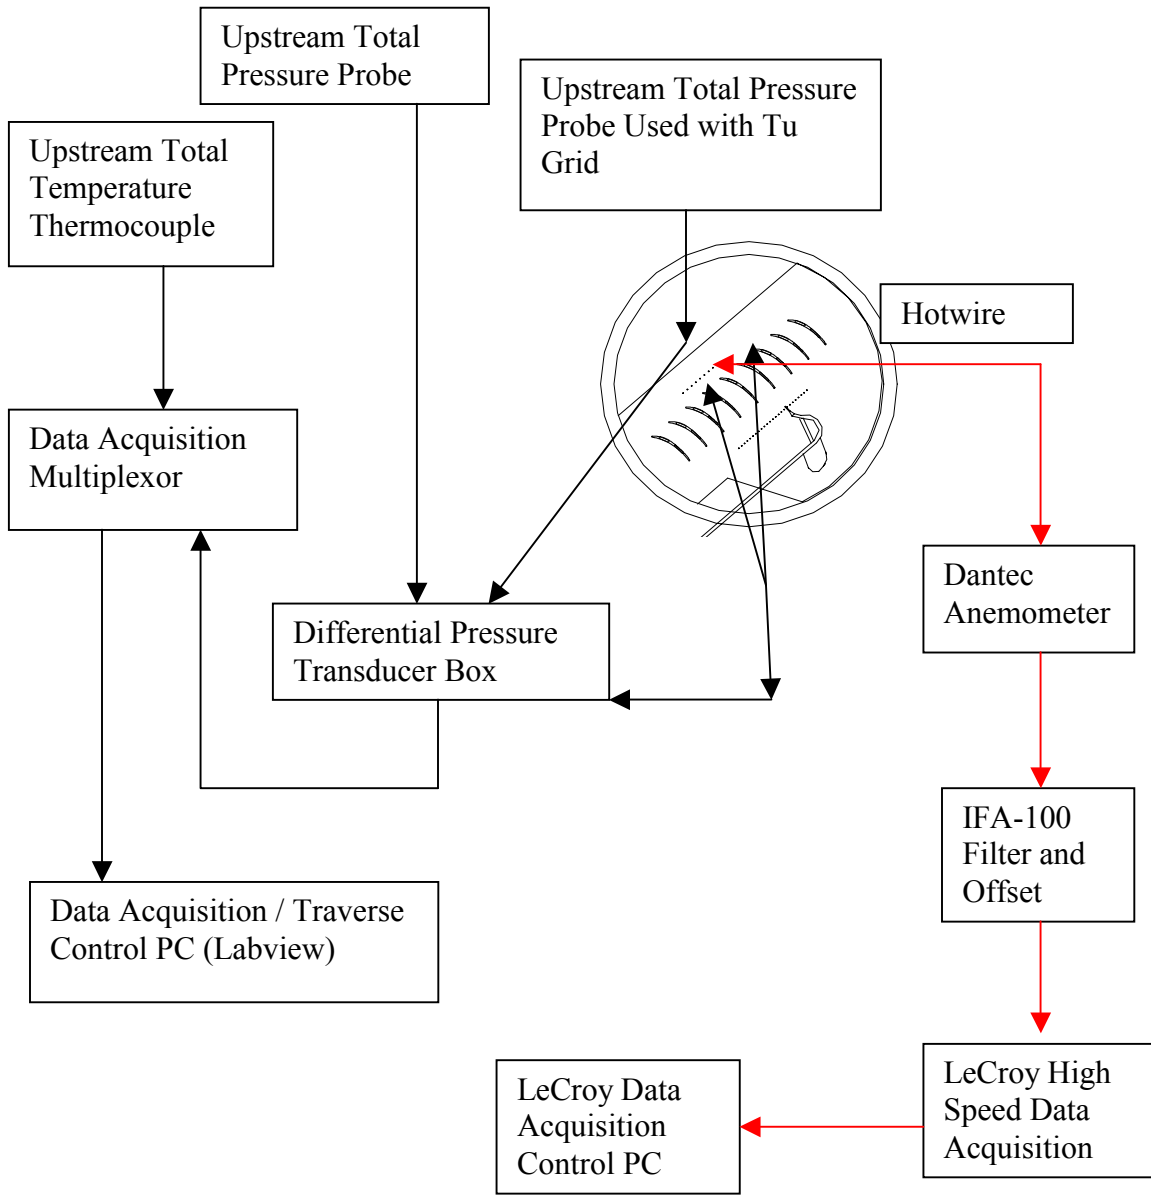 Upstream Total
Pressure Probe
Upstream Total Pressure
Probe Used with Tu
Grid
Upstream Total
Temperature
Thermocouple
Hotwire
Data Acquisition
Multiplexor
Dantec
Anemometer
Differential Pressure
Transducer Box
IFA-100
Filter and
Offset
Data Acquisition / Traverse
Control PC (Labview)
LeCroy High
Speed Data
Acquisition
LeCroy Data
Acquisition
Control PC